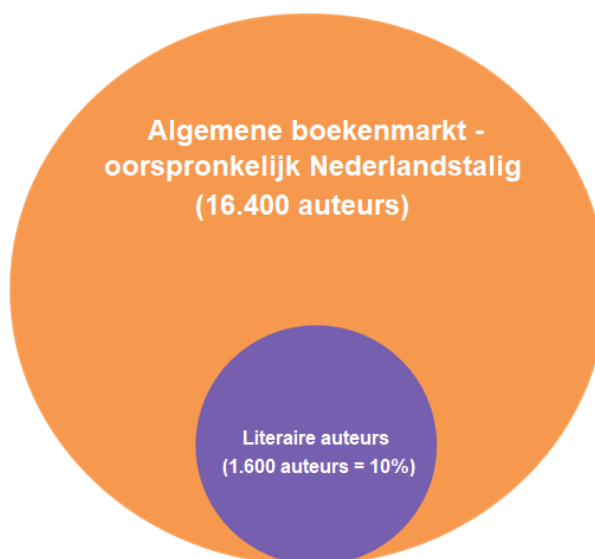 Algemene boekenmarkt -
oorspronkelijk Nederlandstalig
(16.400 auteurs)
Literaire auteurs
(1.600 auteurs = 10%)